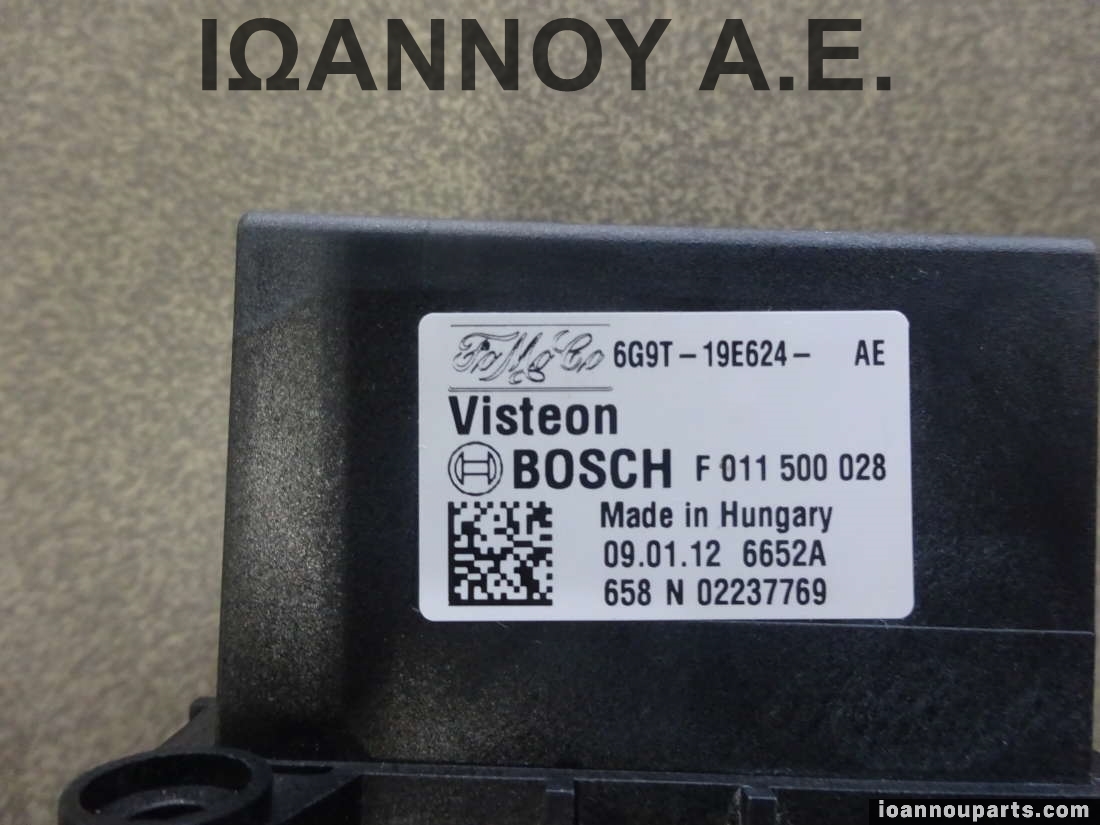 ΙΩΑΝΝΟΥ Α.Ε.
FoMoCo 6G9T-19E624- AE
Visteon
BOSCH F 011 500 028
Made in Hungary
09.01.12 6652A
658 N 02237769
ioannouparts.com